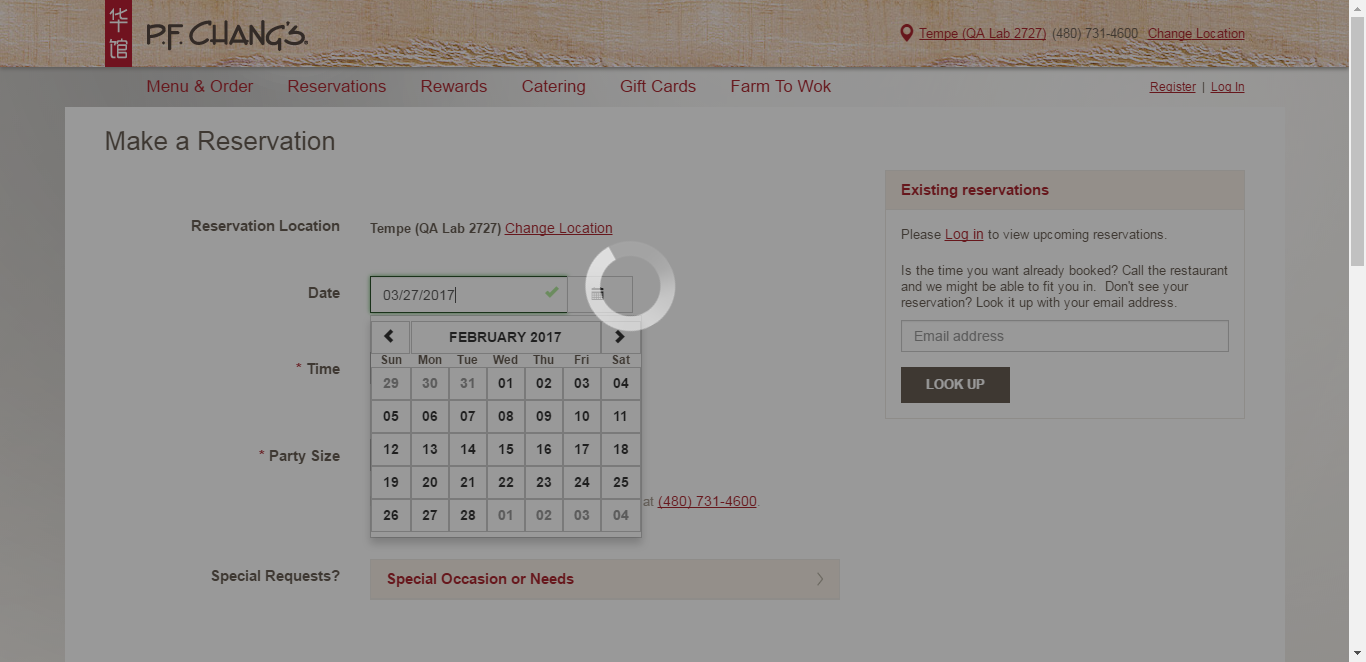 华
馆
P.F. CHANG'S.
Tempe (QA Lab 2727) (480) 731-4600 Change Location
Menu & Order Reservations Rewards Catering Gift Cards Farm To Wok
Register | Log In
Make a Reservation
Reservation Location
Tempe (QA Lab 2727) Change Location
Date
03/27/2017
FEBRUARY 2017
Sun Mon Tue Wed Thu Fri Sat
29 30 31 01 02 03 04
05 06 07 08 09 10 11
12 13 14 15 16 17 18
19 20 21 22 23 24 25
26 27 28 01 02 03 04
* Time
* Party Size
at (480) 731-4600.
Special Requests?
Special Occasion or Needs
Existing reservations
Please Log in to view upcoming reservations.
Is the time you want already booked? Call the restaurant
and we might be able to fit you in. Don't see your
reservation? Look it up with your email address.
Email address
LOOK UP